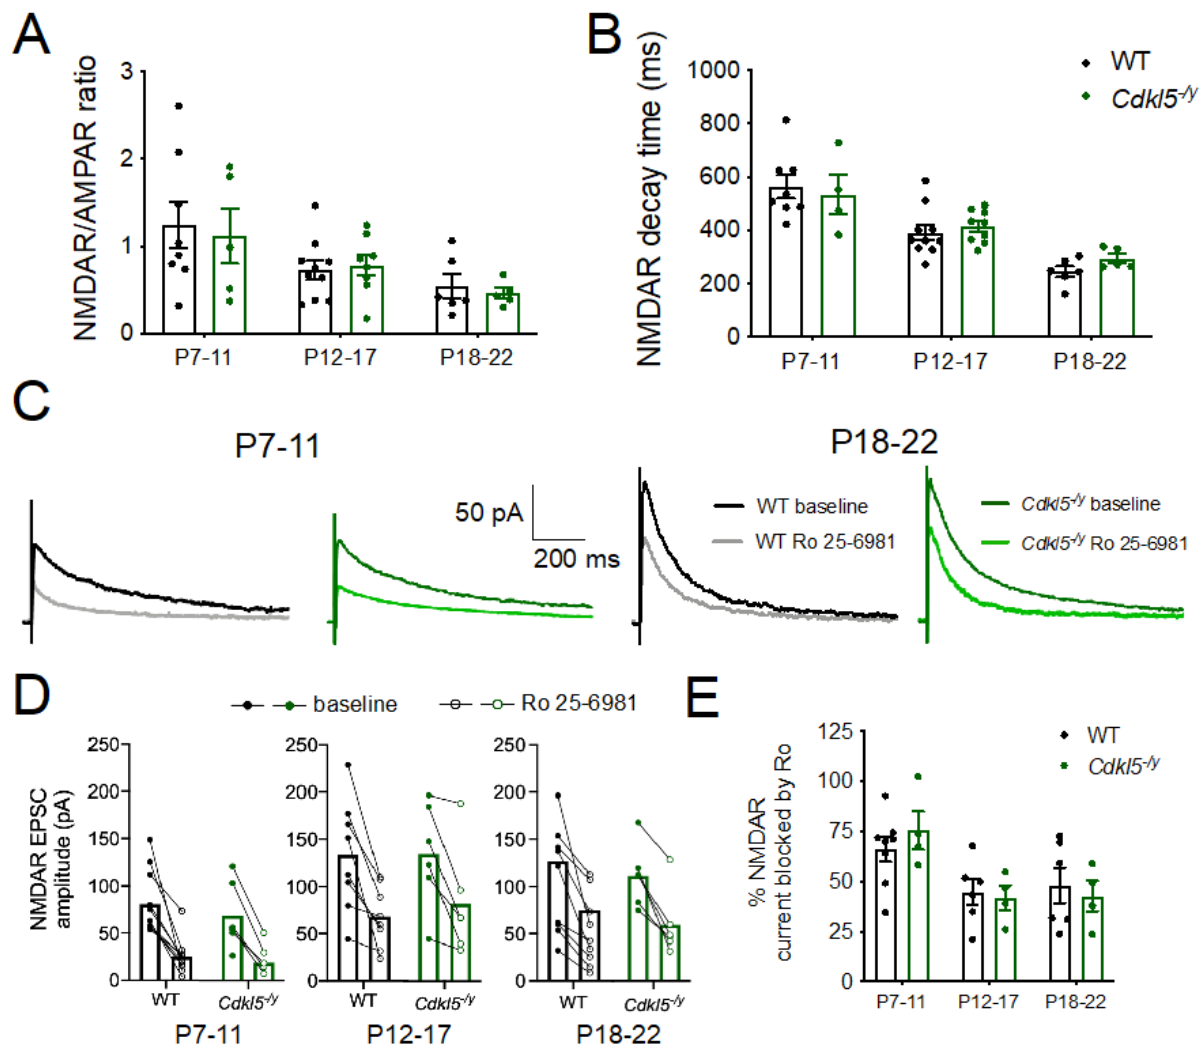 A
NMDAR/AMPAR ratio
3
2
1
0
P7-11
P12-17
P18-22
B
NMDAR decay time (ms)
1000
800
600
400
200
0
P7-11
P12-17
P18-22
WT
Cdkl5-/y
C
P7-11
P18-22
50 pA
200 ms
WT baseline
WT Ro 25-6981
Cdkl5-/y baseline
Cdkl5-/y Ro 25-6981
D
baseline
Ro 25-6981
NMDAR EPSC
amplitude (pA)
250
200
150
100
50
0
WT
Cdkl5-/y
P7-11
250
200
150
100
50
0
WT
Cdkl5-/y
P12-17
250
200
150
100
50
0
WT
Cdkl5-/y
P18-22
E
% NMDAR
current blocked by Ro
125
100
75
50
25
0
P7-11
P12-17
P18-22
WT
Cdkl5-/y